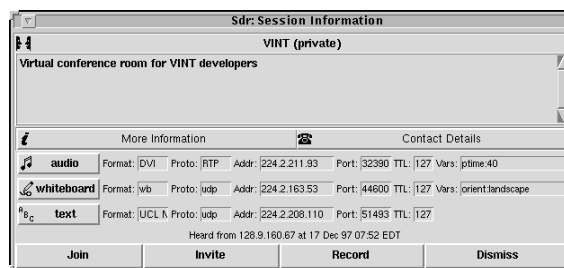 Sdr: Session Information
VINT (private)
Virtual conference room for VINT developers
More Information Contact Details
audio Format: DVI Proto: RTP Addr: 224.2.211.93 Port: 32390 TTL: 127 Vars: ptime:40
whiteboard Format: wb Proto: udp Addr: 224.2.163.53 Port: 44600 TTL: 127 Vars: orient:landscape
ABC text Format: UCL N Proto: udp Addr: 224.2.208.110 Port: 51493 TTL: 127
Heard from 128.9.160.67 at 17 Dec 97 07:52 EDT
Join Invite Record Dismiss